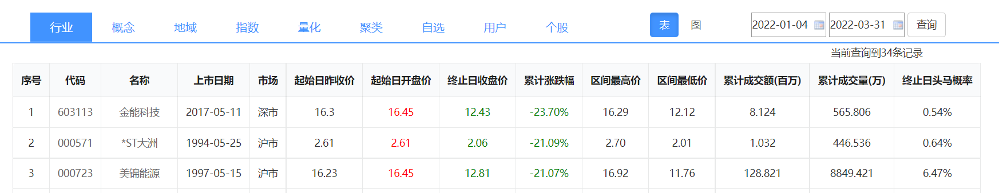 行业 概念 地域 指数 量化 聚类 自选 用户 个股 表 图 2022-01-04 2022-03-31 查询
当前查询到34条记录
序号 代码 名称 上市日期 市场 起始日昨收价 起始日开盘价 终止日收盘价 累计涨跌幅 区间最高价 区间最低价 累计成交额(百万) 累计成交量(万) 终止日头马概率
1 603113 金能科技 2017-05-11 深市 16.3 16.45 12.43 -23.70% 16.29 12.12 8.124 565.806 0.54%
2 000571 *ST大洲 1994-05-25 沪市 2.61 2.61 2.06 -21.09% 2.70 2.01 1.032 446.536 0.64%
3 000723 美锦能源 1997-05-15 沪市 16.23 16.45 12.81 -21.07% 16.92 11.76 128.821 8849.421 6.47%